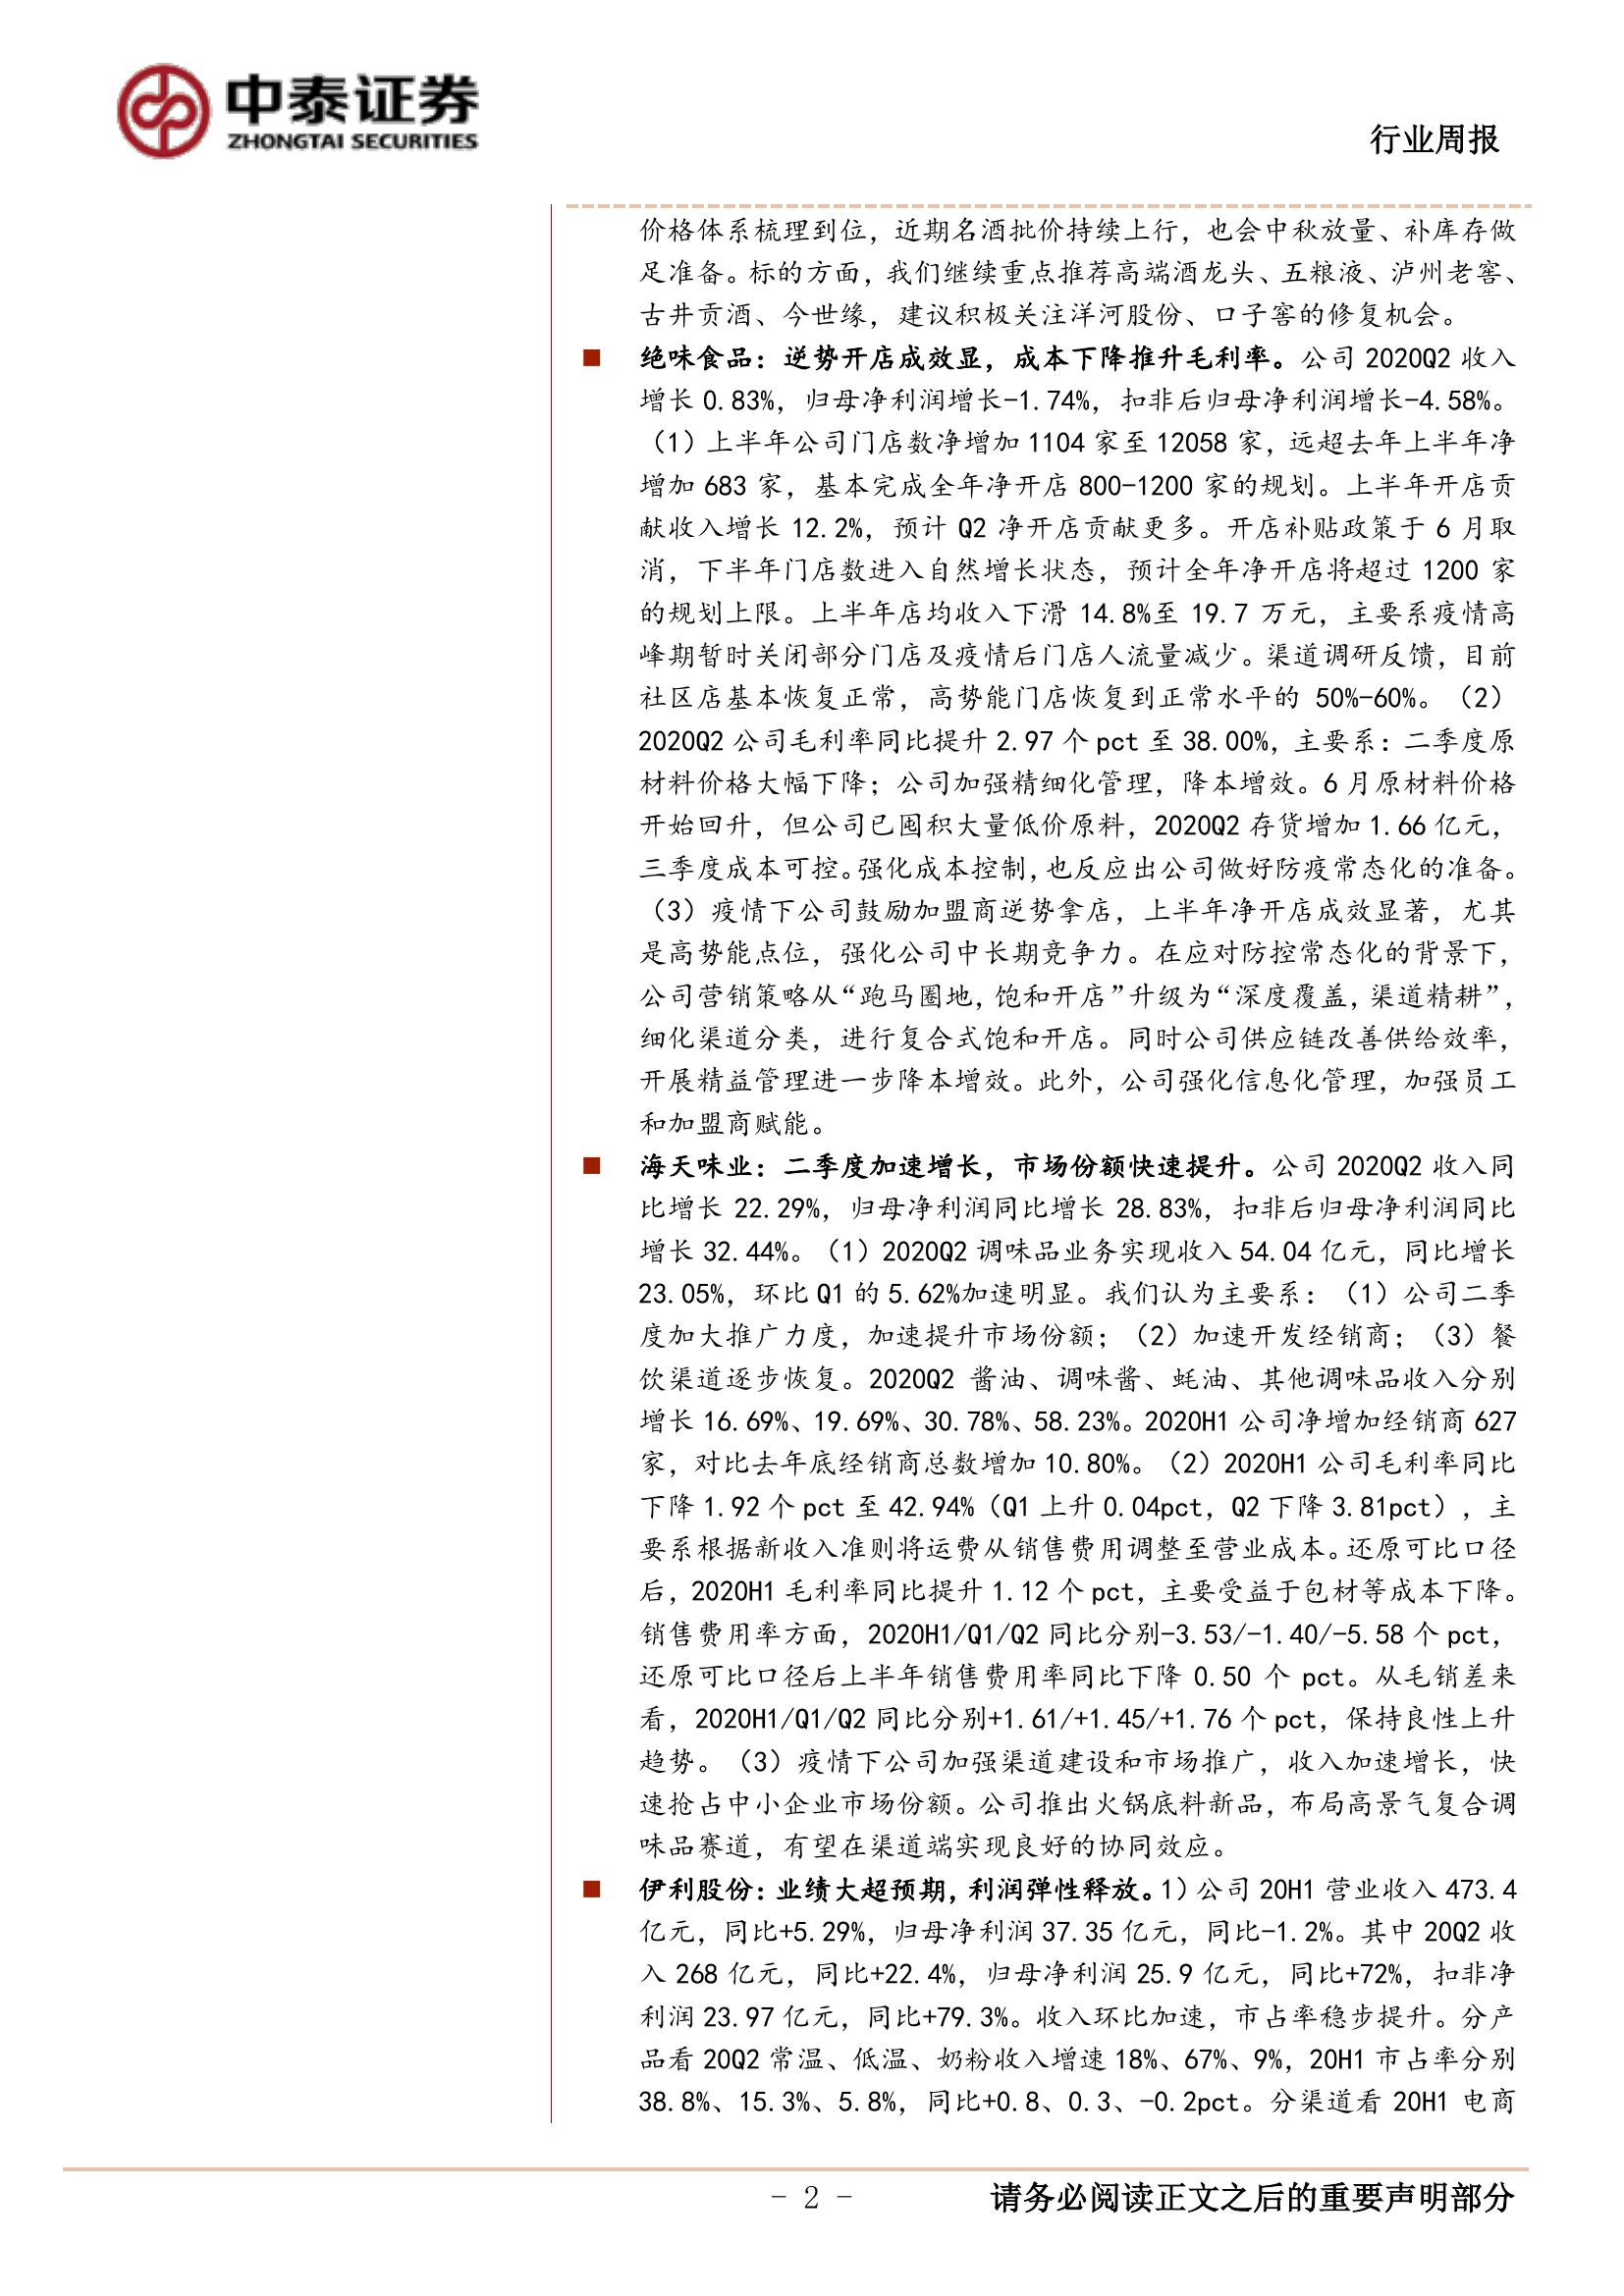 中泰证券
ZHONGTAI SECURITIES
行业周报
价格体系梳理到位，近期名酒批价持续上行，也会中秋放量、补库存做
足准备。标的方面，我们继续重点推荐高端酒龙头、五粮液、泸州老窖、
古井贡酒、今世缘，建议积极关注洋河股份、口子窖的修复机会。
■ 绝味食品：逆势开店成效显，成本下降推升毛利率。公司 2020Q2 收入
增长 0.83%，归母净利润增长-1.74%，扣非后归母净利润增长-4.58%。
（1）上半年公司门店数净增加 1104 家至 12058 家，远超去年上半年净
增加 683 家，基本完成全年净开店 800-1200 家的规划。上半年开店贡
献收入增长 12.2%，预计 Q2 净开店贡献更多。开店补贴政策于 6 月取
消，下半年门店数进入自然增长状态，预计全年净开店将超过 1200 家
的规划上限。上半年店均收入下滑 14.8%至 19.7 万元，主要系疫情高
峰期暂时关闭部分门店及疫情后门店人流量减少。渠道调研反馈，目前
社区店基本恢复正常，高势能门店恢复到正常水平的 50%-60%。（2）
2020Q2 公司毛利率同比提升 2.97 个 pct 至 38.00%，主要系：二季度原
材料价格大幅下降；公司加强精细化管理，降本增效。6 月原材料价格
开始回升，但公司已囤积大量低价原料，2020Q2 存货增加 1.66 亿元，
三季度成本可控。强化成本控制，也反应出公司做好防疫常态化的准备。
（3）疫情下公司鼓励加盟商逆势拿店，上半年净开店成效显著，尤其
是高势能点位，强化公司中长期竞争力。在应对防控常态化的背景下，
公司营销策略从“跑马圈地，饱和开店”升级为“深度覆盖，渠道精耕”，
细化渠道分类，进行复合式饱和开店。同时公司供应链改善供给效率，
开展精益管理进一步降本增效。此外，公司强化信息化管理，加强员工
和加盟商赋能。
■ 海天味业：二季度加速增长，市场份额快速提升。公司 2020Q2 收入同
比增长 22.29%，归母净利润同比增长 28.83%，扣非后归母净利润同比
增长 32.44%。（1）2020Q2 调味品业务实现收入 54.04 亿元，同比增长
23.05%，环比 Q1 的 5.62%加速明显。我们认为主要系：（1）公司二季
度加大推广力度，加速提升市场份额；（2）加速开发经销商；（3）餐
饮渠道逐步恢复。2020Q2 酱油、调味酱、蚝油、其他调味品收入分别
增长 16.69%、19.69%、30.78%、58.23%。2020H1 公司净增加经销商 627
家，对比去年底经销商总数增加 10.80%。（2）2020H1 公司毛利率同比
下降 1.92 个 pct 至 42.94%（Q1 上升 0.04pct，Q2 下降 3.81pct），主
要系根据新收入准则将运费从销售费用调整至营业成本。还原可比口径
后，2020H1 毛利率同比提升 1.12 个 pct，主要受益于包材等成本下降。
销售费用率方面，2020H1/Q1/Q2 同比分别-3.53/-1.40/-5.58 个 pct，
还原可比口径后上半年销售费用率同比下降 0.50 个 pct。从毛销差来
看，2020H1/Q1/Q2 同比分别+1.61/+1.45/+1.76 个 pct，保持良性上升
趋势。（3）疫情下公司加强渠道建设和市场推广，收入加速增长，快
速抢占中小企业市场份额。公司推出火锅底料新品，布局高景气复合调
味品赛道，有望在渠道端实现良好的协同效应。
■ 伊利股份：业绩大超预期，利润弹性释放。1）公司 20H1 营业收入 473.4
亿元，同比+5.29%，归母净利润 37.35 亿元，同比-1.2%。其中 20Q2 收
入 268 亿元，同比+22.4%，归母净利润 25.9 亿元，同比+72%，扣非净
利润 23.97 亿元，同比+79.3%。收入环比加速，市占率稳步提升。分产
品看 20Q2 常温、低温、奶粉收入增速 18%、67%、9%，20H1 市占率分别
38.8%、15.3%、5.8%，同比+0.8、0.3、-0.2pct。分渠道看 20H1 电商
- 2 -
请务必阅读正文之后的重要声明部分